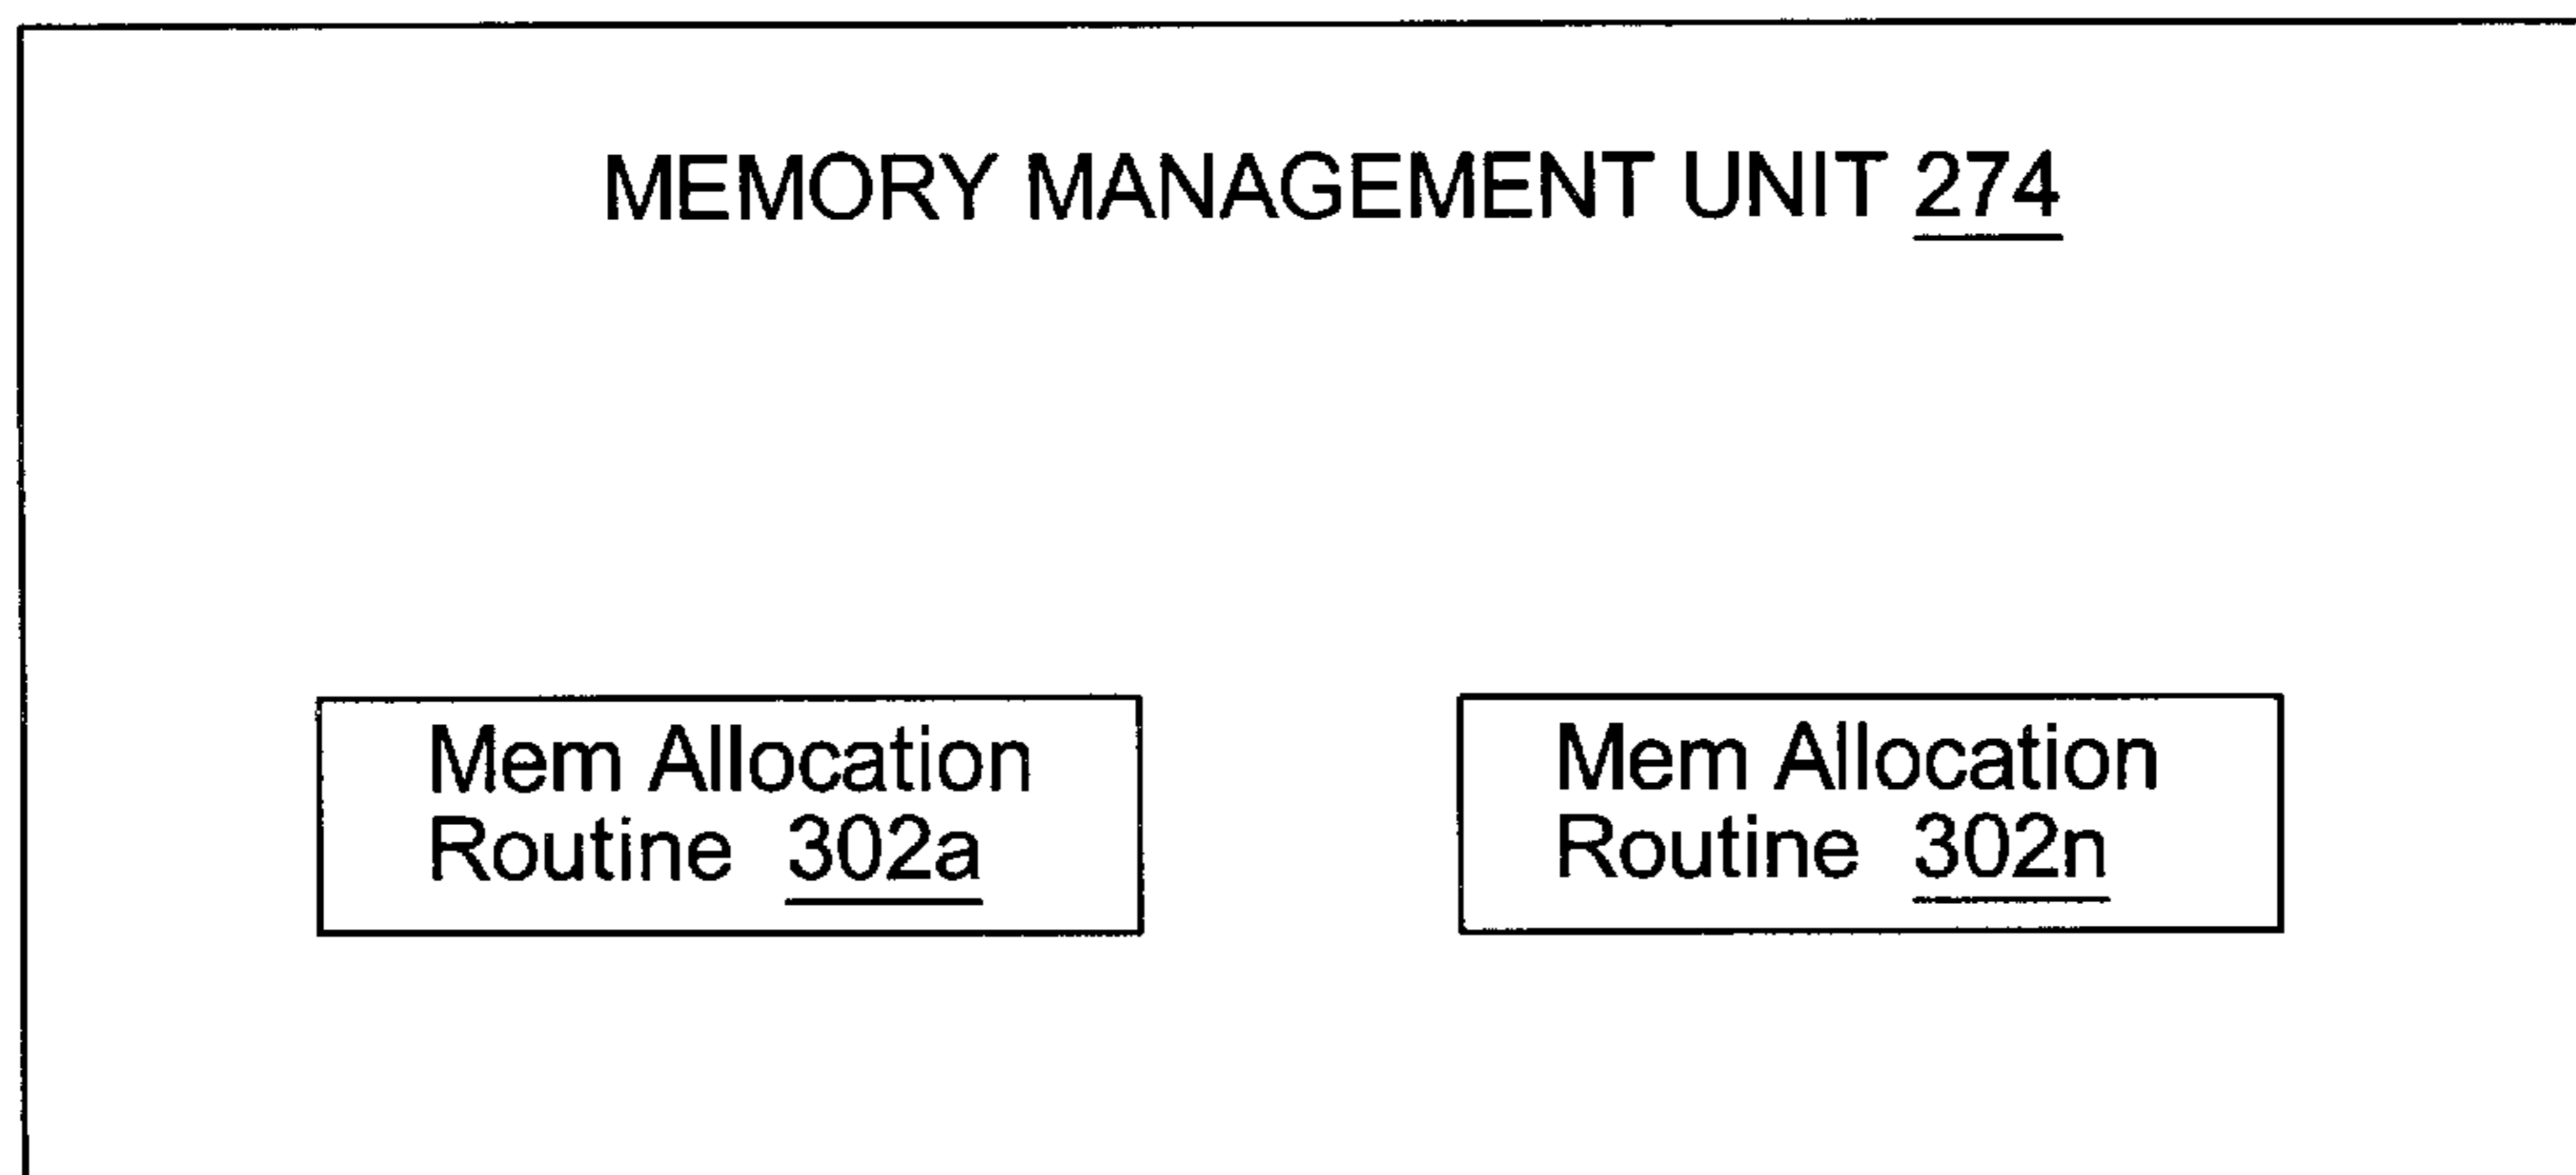 MEMORY MANAGEMENT UNIT 274
Mem Allocation
Routine 302a
Mem Allocation
Routine 302n